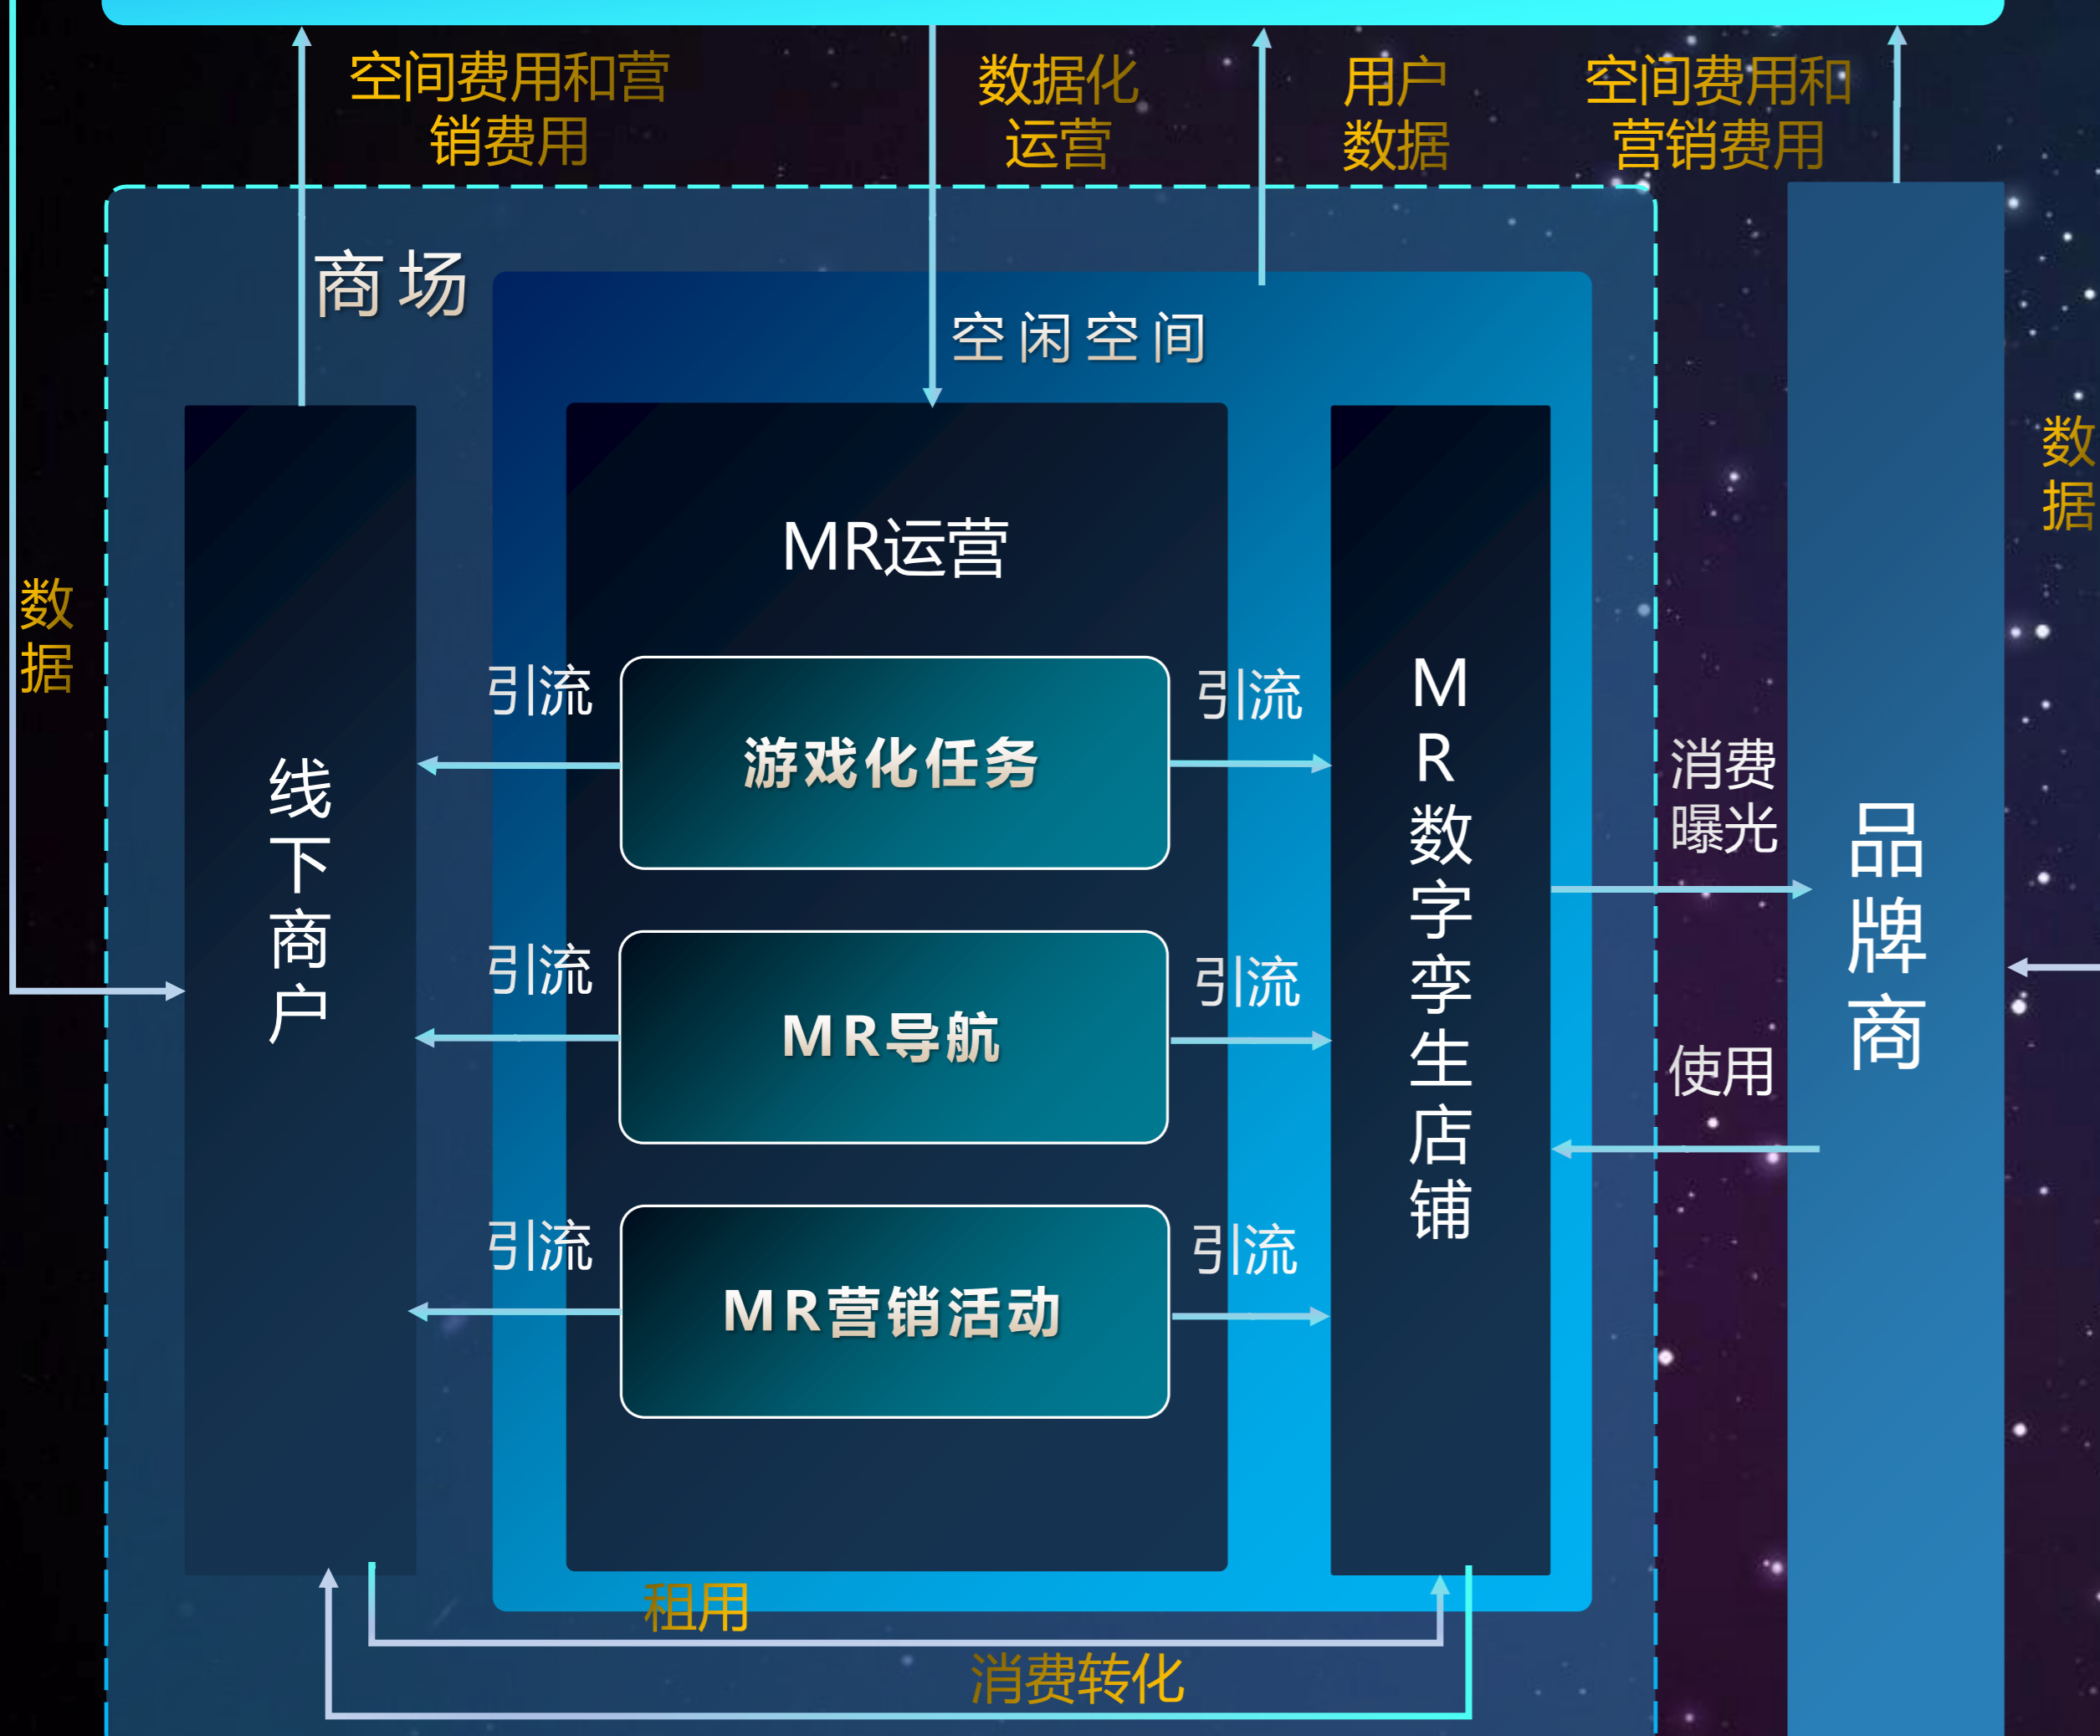 空间费用和营
销费用
数据化
运营
用户
数据
空间费用和
营销费用
商场
空闲空间
数
据
数
据
MR运营
引流
游戏化任务
引流
引流
MR导航
引流
引流
MR营销活动
引流
线
下
商
户
M
R
数
字
孪
生
店
铺
消费
曝光
使用
品
牌
商
租用
消费转化